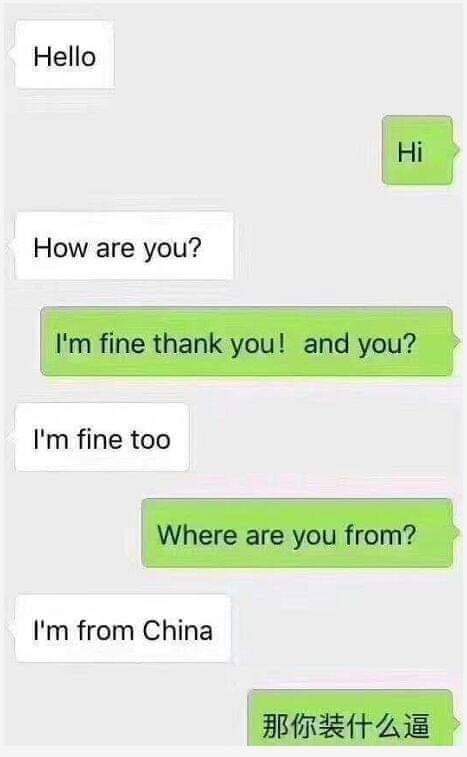 Hello
Hi
How are you?
I'm fine thank you！ and you?
I'm fine too
Where are you from?
I'm from China
那你装什么逼